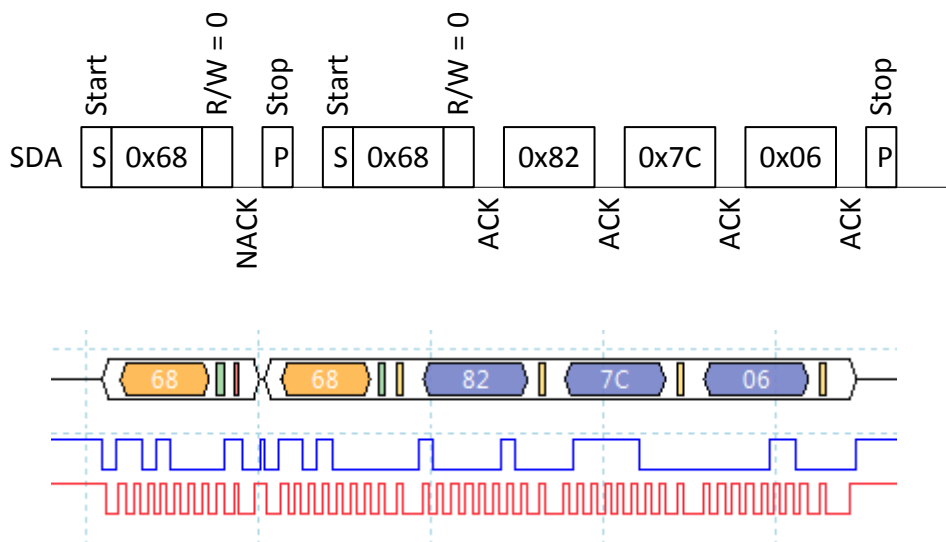 Start R/W = 0 Stop Start R/W = 0 Stop
SDA S 0x68 P S 0x68 0x82 0x7C 0x06 P
NACK ACK ACK ACK ACK
68 68 82 7C 06